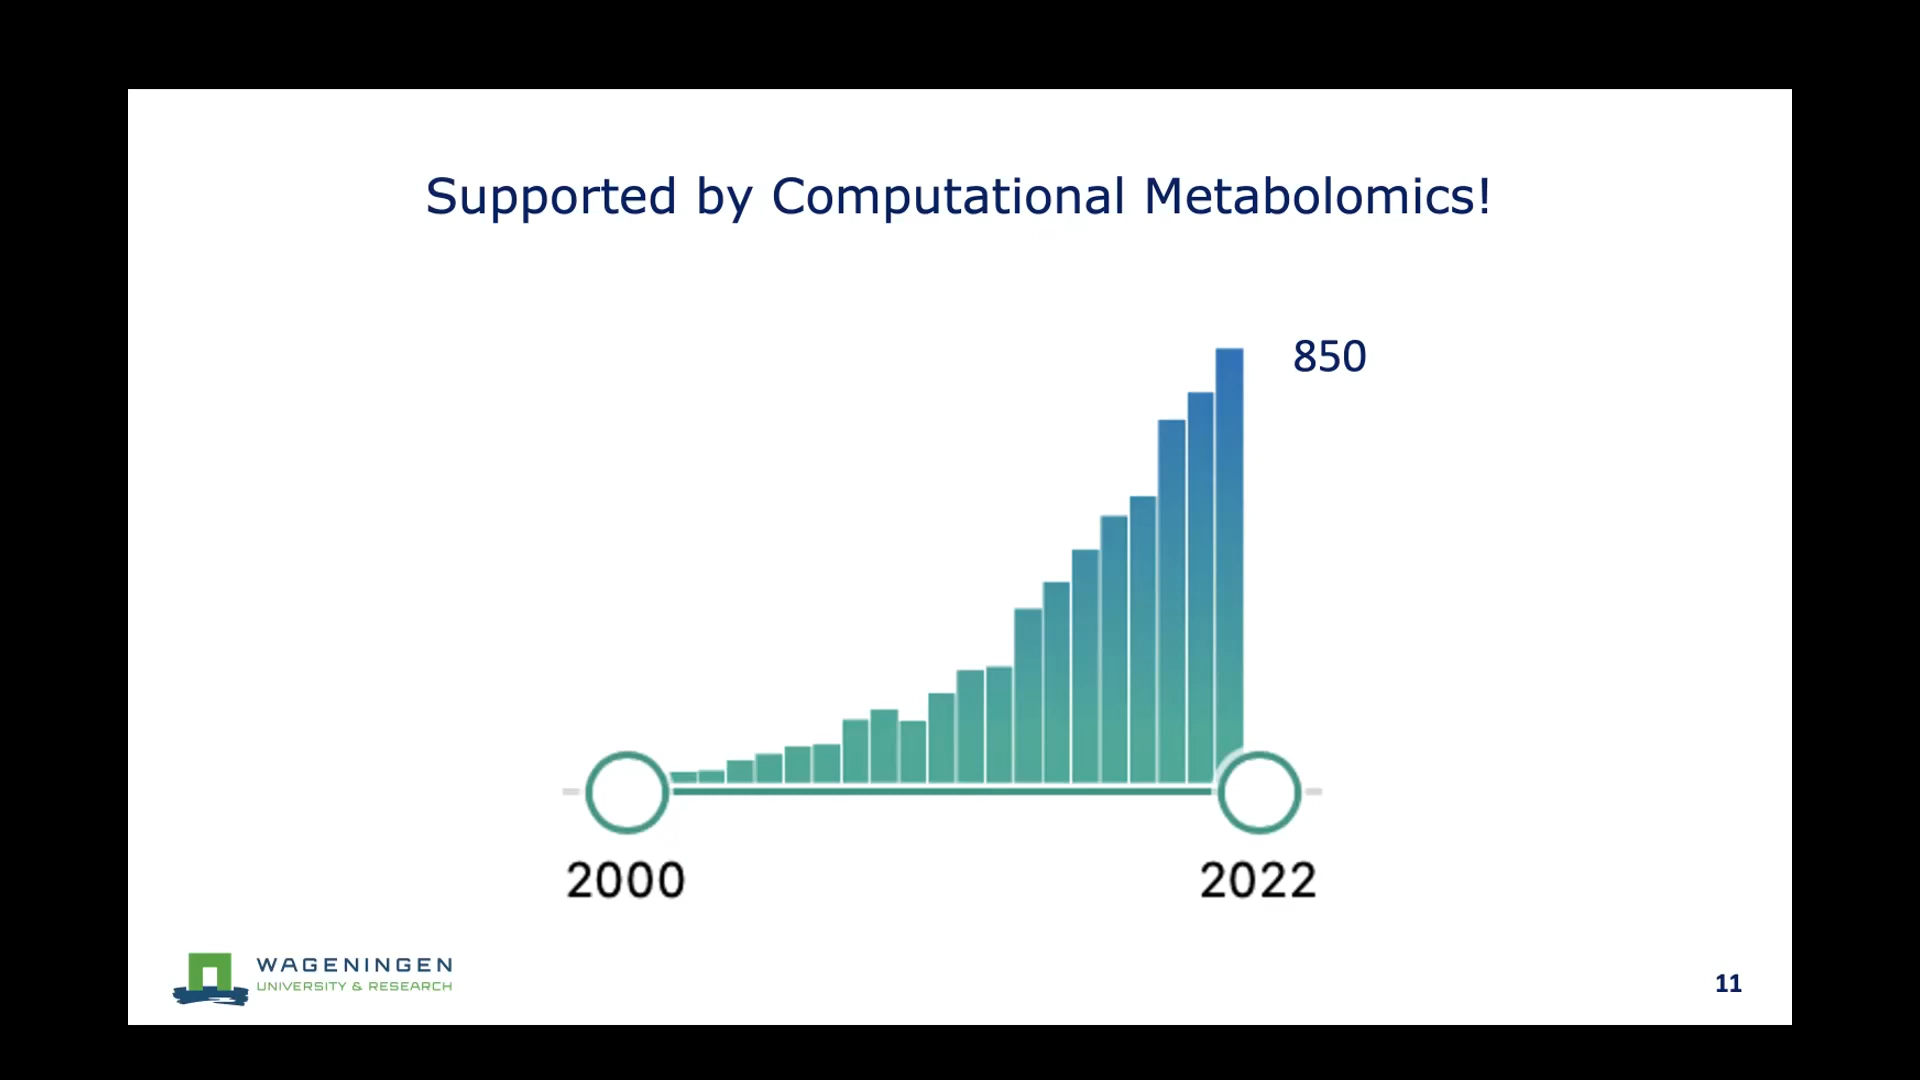 Supported by Computational Metabolomics!
850
2000
2022
WAGENINGEN
UNIVERSITY & RESEARCH
11